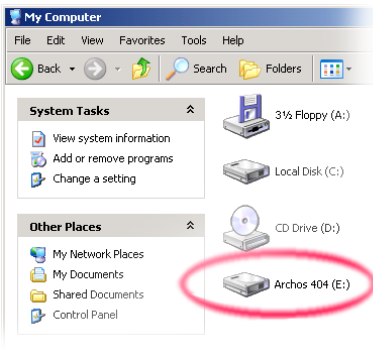 My Computer
File Edit View Favorites Tools Help
Back Search Folders
System Tasks
View system information
Add or remove programs
Change a setting
Other Places
My Network Places
My Documents
Shared Documents
Control Panel
3½ Floppy (A:)
Local Disk (C:)
CD Drive (D:)
Archos 404 (E:)